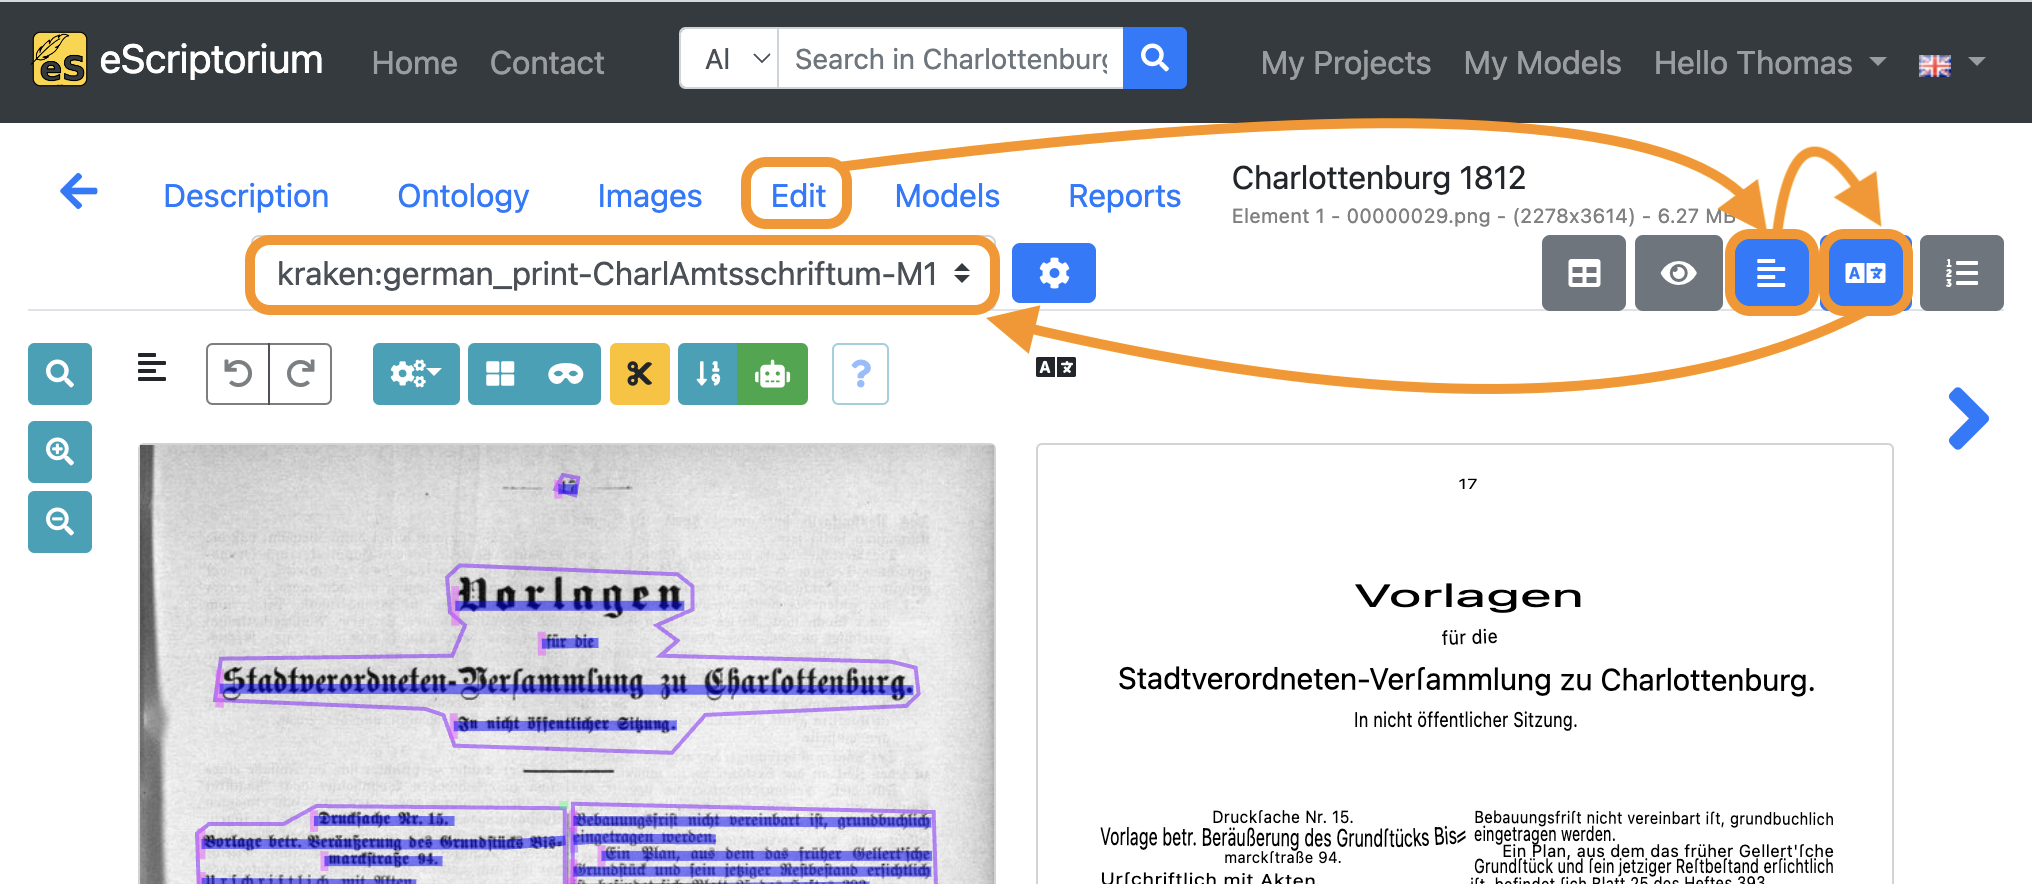 eS eScriptorium Home Contact Al Search in Charlottenburg My Projects My Models Hello Thomas
Description Ontology Images Edit Models Reports
Charlottenburg 1812
Element 1 - 00000029.png - (2278x3614) - 6.27 MB
kraken:german_print-CharlAmtsschriftum-M1
17
Vorlagen
für die
Stadtverordneten-Verſammlung zu Charlottenburg.
In nicht öffentlicher Sitzung.
Druckſache Nr. 15.
Vorlage betr. Veräußerung des Grundſtücks Bis-
marckſtraße 94.
Urſchriftlich mit Akten
Bebauungsfriſt nicht vereinbart iſt, grundbuchlich
eingetragen werden.
Ein Plan, aus dem das früher Gellert'ſche
Grundſtück und ſein jetziger Reſtbeſtand erſichtlich
17
Vorlagen
für die
Stadtverordneten-Verſammlung zu Charlottenburg.
In nicht öffentlicher Sitzung.
Druckſache Nr. 15.
Vorlage betr. Beräußerung des Grundſtücks Bis⸗
marckſtraße 94.
Urſchriftlich mit Akten
Bebauungsfriſt nicht vereinbart iſt, grundbuchlich
eingetragen werden.
Ein Plan, aus dem das früher Gellert'ſche
Grundſtück und ſein jetziger Reſtbeſtand erſichtlich
iſt, befindet ſich Blatt 25 des Heftes 393